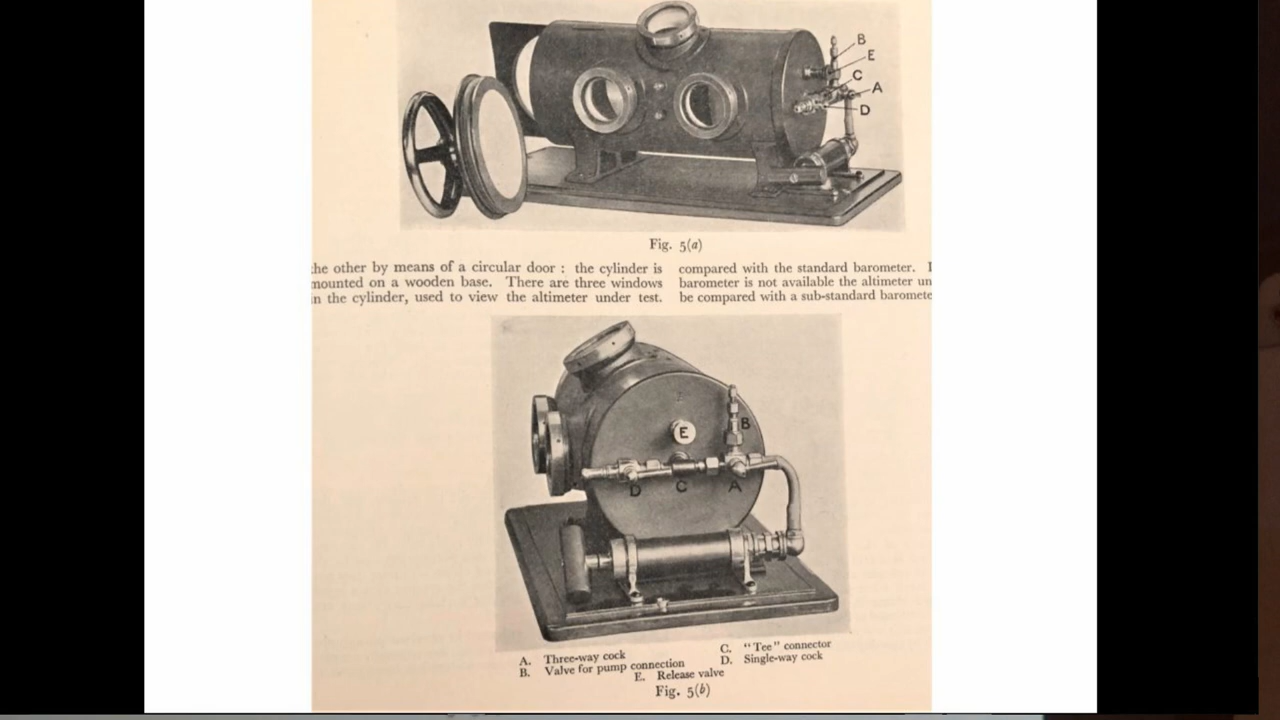 B
E
C
A
D
Fig. 5(a)
the other by means of a circular door : the cylinder is
mounted on a wooden base. There are three windows
in the cylinder, used to view the altimeter under test.
compared with the standard barometer.
barometer is not available the altimeter un
be compared with a sub-standard baromete
E
B
D
C
A
A. Three-way cock
B. Valve for pump connection
C. "Tee" connector
D. Single-way cock
E. Release valve
Fig. 5(b)